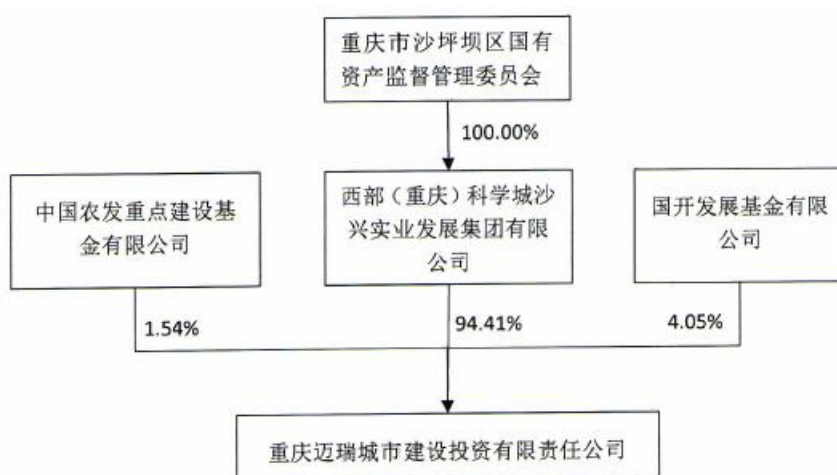 重庆市沙坪坝区国有
资产监督管理委员会
100.00%
中国农发重点建设基
金有限公司
西部（重庆）科学城沙
兴实业发展集团有限
公司
国开发展基金有限
公司
1.54%
94.41%
4.05%
重庆迈瑞城市建设投资有限责任公司